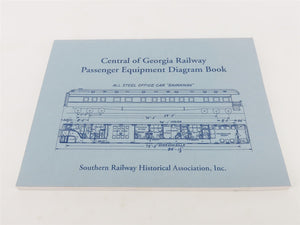 Central of Georgia Railway
Passenger Equipment Diagram Book
ALL STEEL OFFICE CAR "SAVANNAH"
Southern Railway Historical Association, Inc.